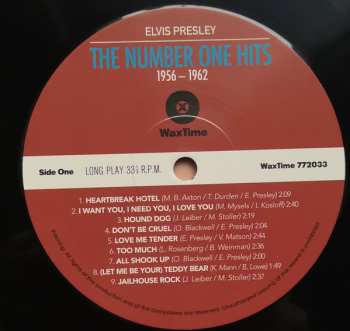 ELVIS PRESLEY
THE NUMBER ONE HITS
1956 – 1962
WaxTime
Side One
LONG PLAY 33⅓ R.P.M.
WaxTime 772033
1. HEARTBREAK HOTEL (M. B. Axton / T. Durden / E. Presley) 2:09
2. I WANT YOU, I NEED YOU, I LOVE YOU (M. Mysels / I. Kosloff) 2:40
3. HOUND DOG (J. Leiber / M. Stoller) 2:19
4. DON'T BE CRUEL (O. Blackwell / E. Presley) 2:04
5. LOVE ME TENDER (E. Presley / V. Matson) 2:44
6. TOO MUCH (L. Rosenberg / B. Weinman) 2:36
7. ALL SHOOK UP (O. Blackwell / E. Presley) 2:00
8. (LET ME BE YOUR) TEDDY BEAR (K. Mann / B. Lowe) 1:49
9. JAILHOUSE ROCK (J. Leiber / M. Stoller) 2:37